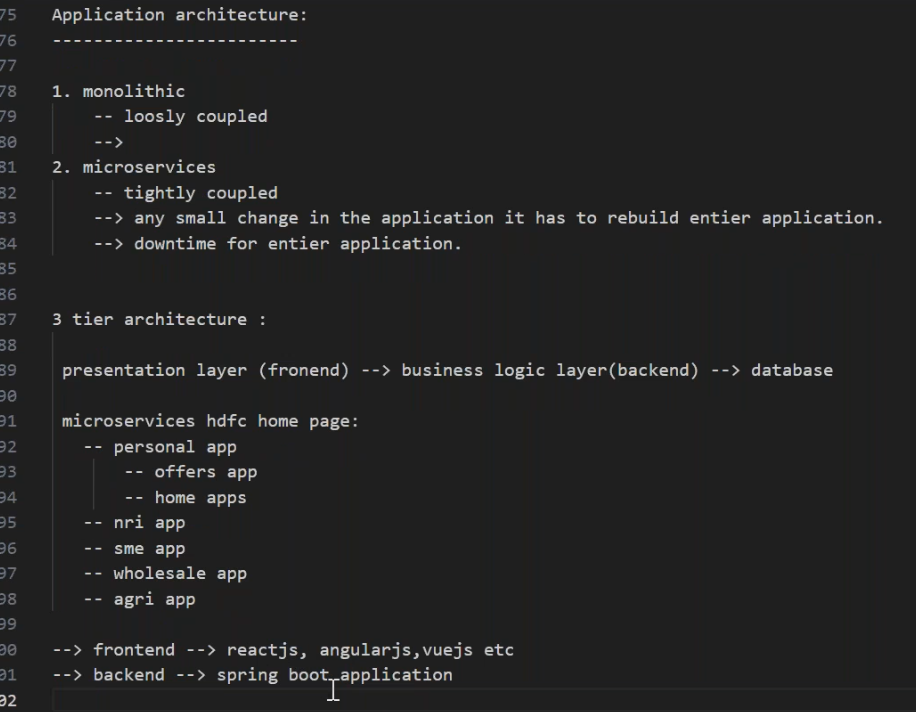 75 Application architecture:
76 ------------------------
77
78 1. monolithic
79 -- loosly coupled
80 -->
81 2. microservices
82 -- tightly coupled
83 --> any small change in the application it has to rebuild entier application.
84 --> downtime for entier application.
85
86
87 3 tier architecture :
88
89 presentation layer (fronend) --> business logic layer(backend) --> database
90
91 microservices hdfc home page:
92 -- personal app
93 -- offers app
94 -- home apps
95 -- nri app
96 -- sme app
97 -- wholesale app
98 -- agri app
99
00 --> frontend --> reactjs, angularjs,vuejs etc
01 --> backend --> spring boot application
02